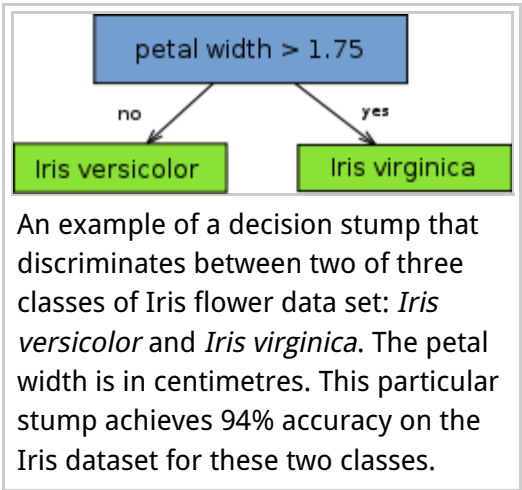 petal width > 1.75
no
yes
Iris versicolor
Iris virginica
An example of a decision stump that
discriminates between two of three
classes of Iris flower data set: Iris
versicolor and Iris virginica. The petal
width is in centimetres. This particular
stump achieves 94% accuracy on the
Iris dataset for these two classes.